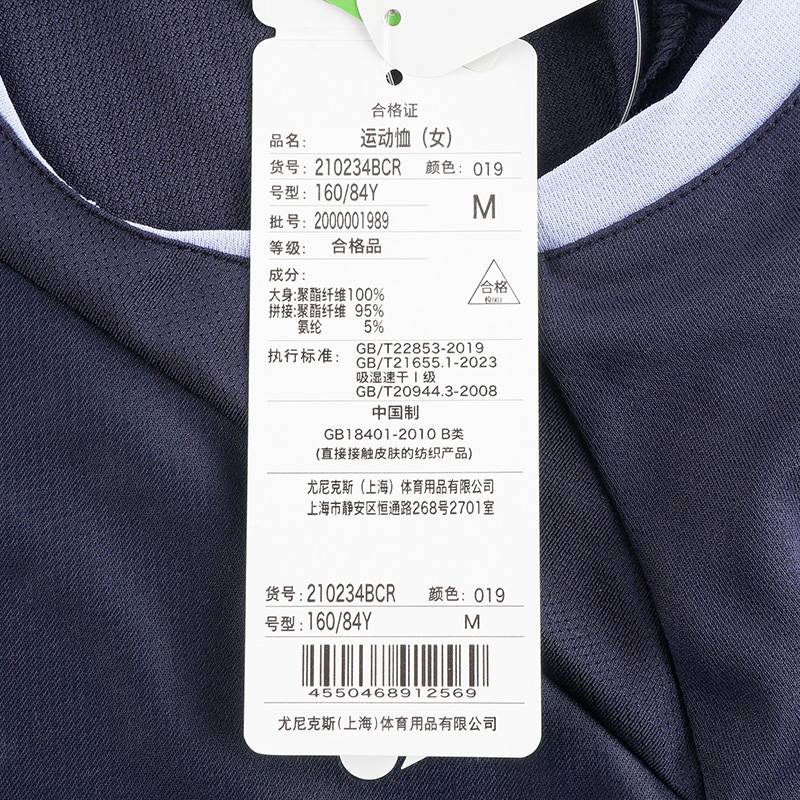 合格证
品名: 运动恤（女）
货号: 210234BCR 颜色: 019
号型: 160/84Y M
批号: 2000001989
等级: 合格品
成分:
大身:聚酯纤维100%
拼接:聚酯纤维 95%
氨纶 5%
合格
检001
执行标准: GB/T22853-2019
GB/T21655.1-2023
吸湿速干Ⅰ级
GB/T20944.3-2008
中国制
GB18401-2010 B类
(直接接触皮肤的纺织产品)
尤尼克斯（上海）体育用品有限公司
上海市静安区恒通路268号2701室
货号: 210234BCR 颜色: 019
号型: 160/84Y M
4550468912569
尤尼克斯(上海)体育用品有限公司